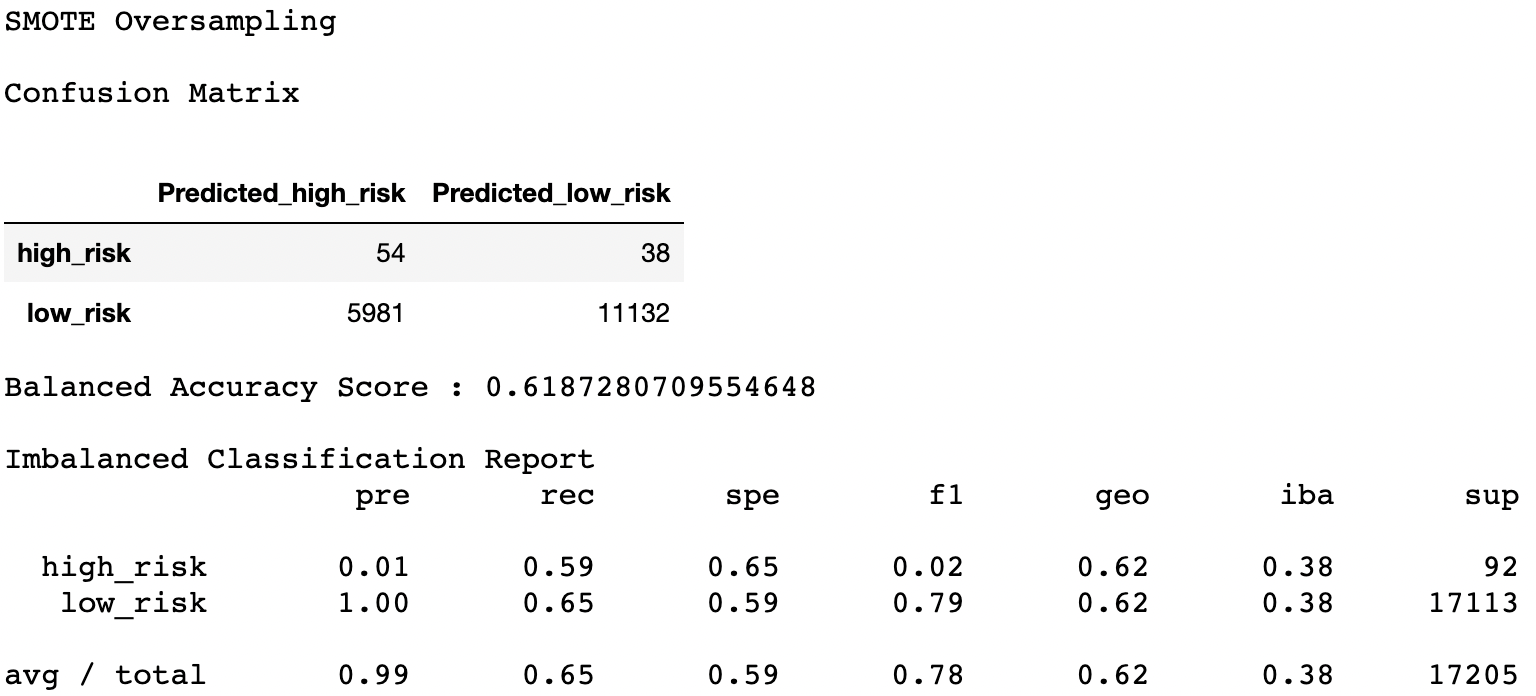 SMOTE Oversampling
Confusion Matrix
Predicted_high_risk Predicted_low_risk
high_risk 54 38
low_risk 5981 11132
Balanced Accuracy Score : 0.6187280709554648
Imbalanced Classification Report
pre rec spe f1 geo iba sup
high_risk 0.01 0.59 0.65 0.02 0.62 0.38 92
low_risk 1.00 0.65 0.59 0.79 0.62 0.38 17113
avg / total 0.99 0.65 0.59 0.78 0.62 0.38 17205